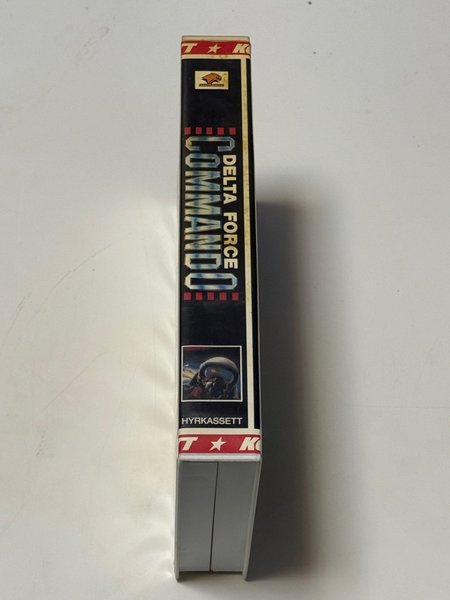 T ★ K
DELTA FORCE
COMMANDO
HYRKASSETT
T ★ K